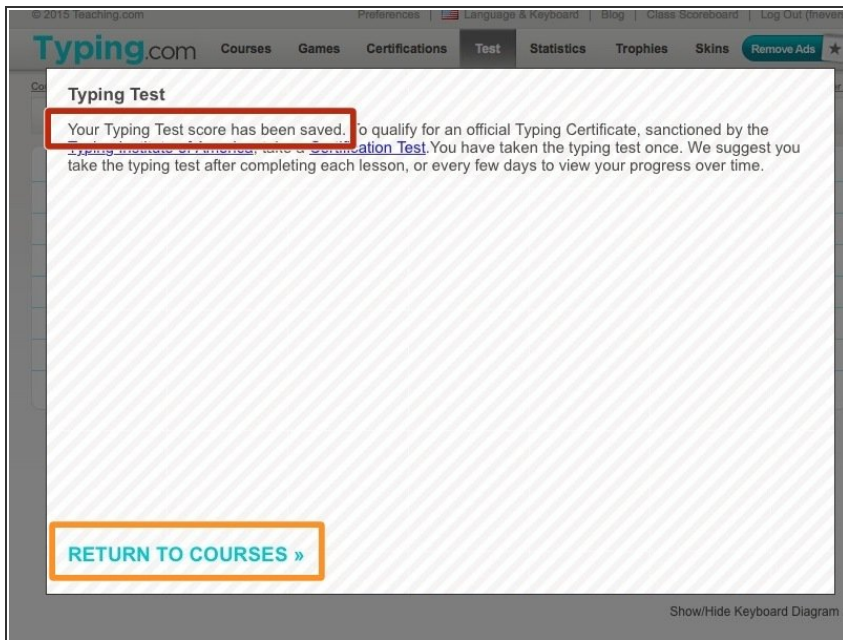 © 2015 Teaching.com Preferences | Language & Keyboard | Blog | Class Scoreboard | Log Out
Typing.com Courses Games Certifications Test Statistics Trophies Skins Remove Ads
Typing Test
Your Typing Test score has been saved. To qualify for an official Typing Certificate, sanctioned by the
Typing Institute of America, take a Certification Test.You have taken the typing test once. We suggest you
take the typing test after completing each lesson, or every few days to view your progress over time.
RETURN TO COURSES »
Show/Hide Keyboard Diagram